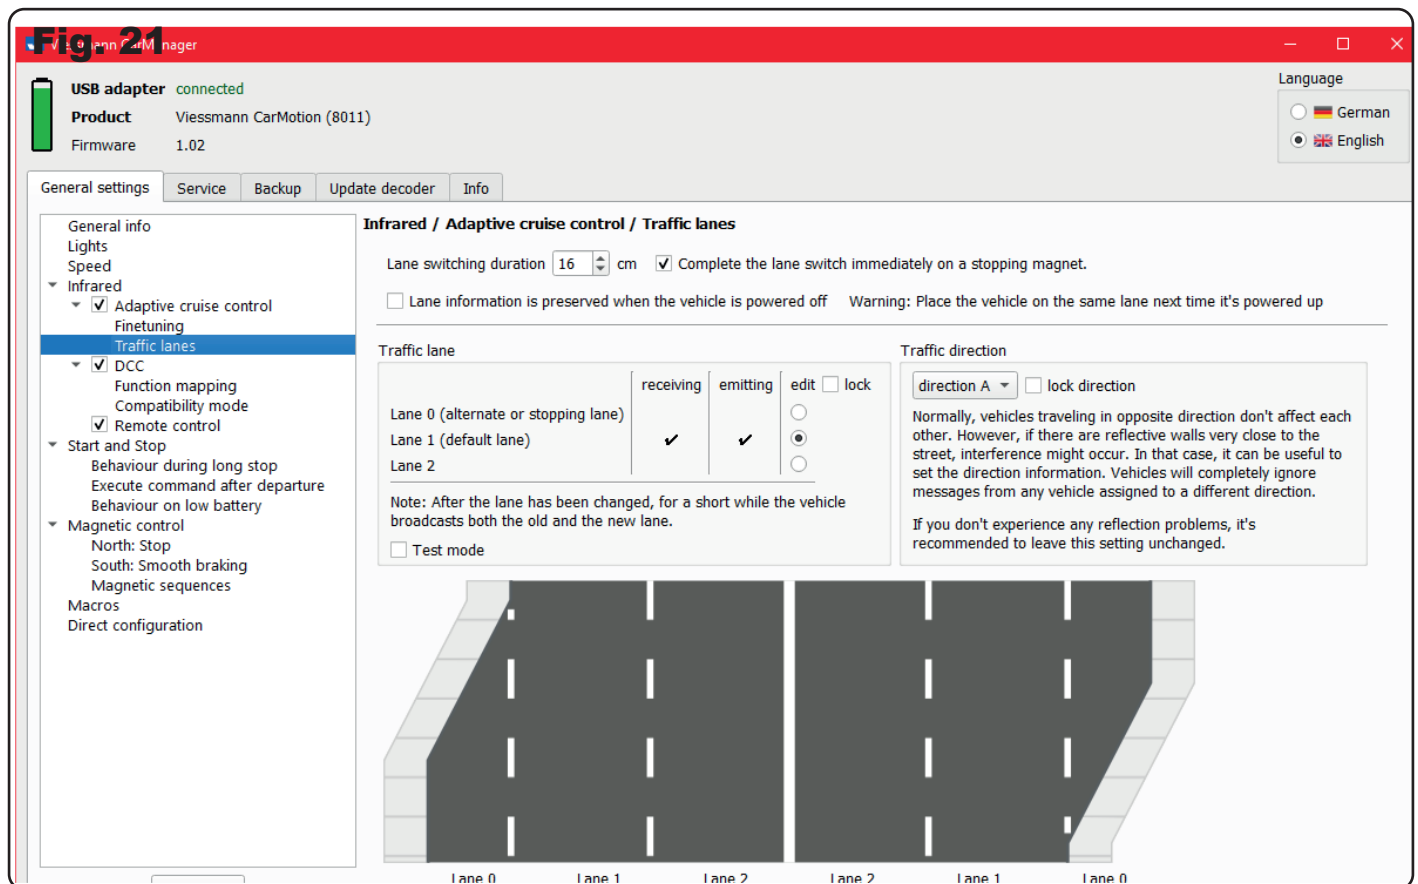 Fig. 21
Viessmann CarManager
USB adapter connected
Product Viessmann CarMotion (8011)
Firmware 1.02
Language
German
English
General settings Service Backup Update decoder Info
General info
Lights
Speed
Infrared
Adaptive cruise control
Finetuning
Traffic lanes
DCC
Function mapping
Compatibility mode
Remote control
Start and Stop
Behaviour during long stop
Execute command after departure
Behaviour on low battery
Magnetic control
North: Stop
South: Smooth braking
Magnetic sequences
Macros
Direct configuration
Infrared / Adaptive cruise control / Traffic lanes
Lane switching duration 16 cm Complete the lane switch immediately on a stopping magnet.
Lane information is preserved when the vehicle is powered off Warning: Place the vehicle on the same lane next time it's powered up
Traffic lane
receiving emitting edit lock
Lane 0 (alternate or stopping lane)
Lane 1 (default lane)
Lane 2
Note: After the lane has been changed, for a short while the vehicle
broadcasts both the old and the new lane.
Test mode
Traffic direction
direction A lock direction
Normally, vehicles traveling in opposite direction don't affect each
other. However, if there are reflective walls very close to the
street, interference might occur. In that case, it can be useful to
set the direction information. Vehicles will completely ignore
messages from any vehicle assigned to a different direction.
If you don't experience any reflection problems, it's
recommended to leave this setting unchanged.
Lane 0 Lane 1 Lane 2 Lane 2 Lane 1 Lane 0